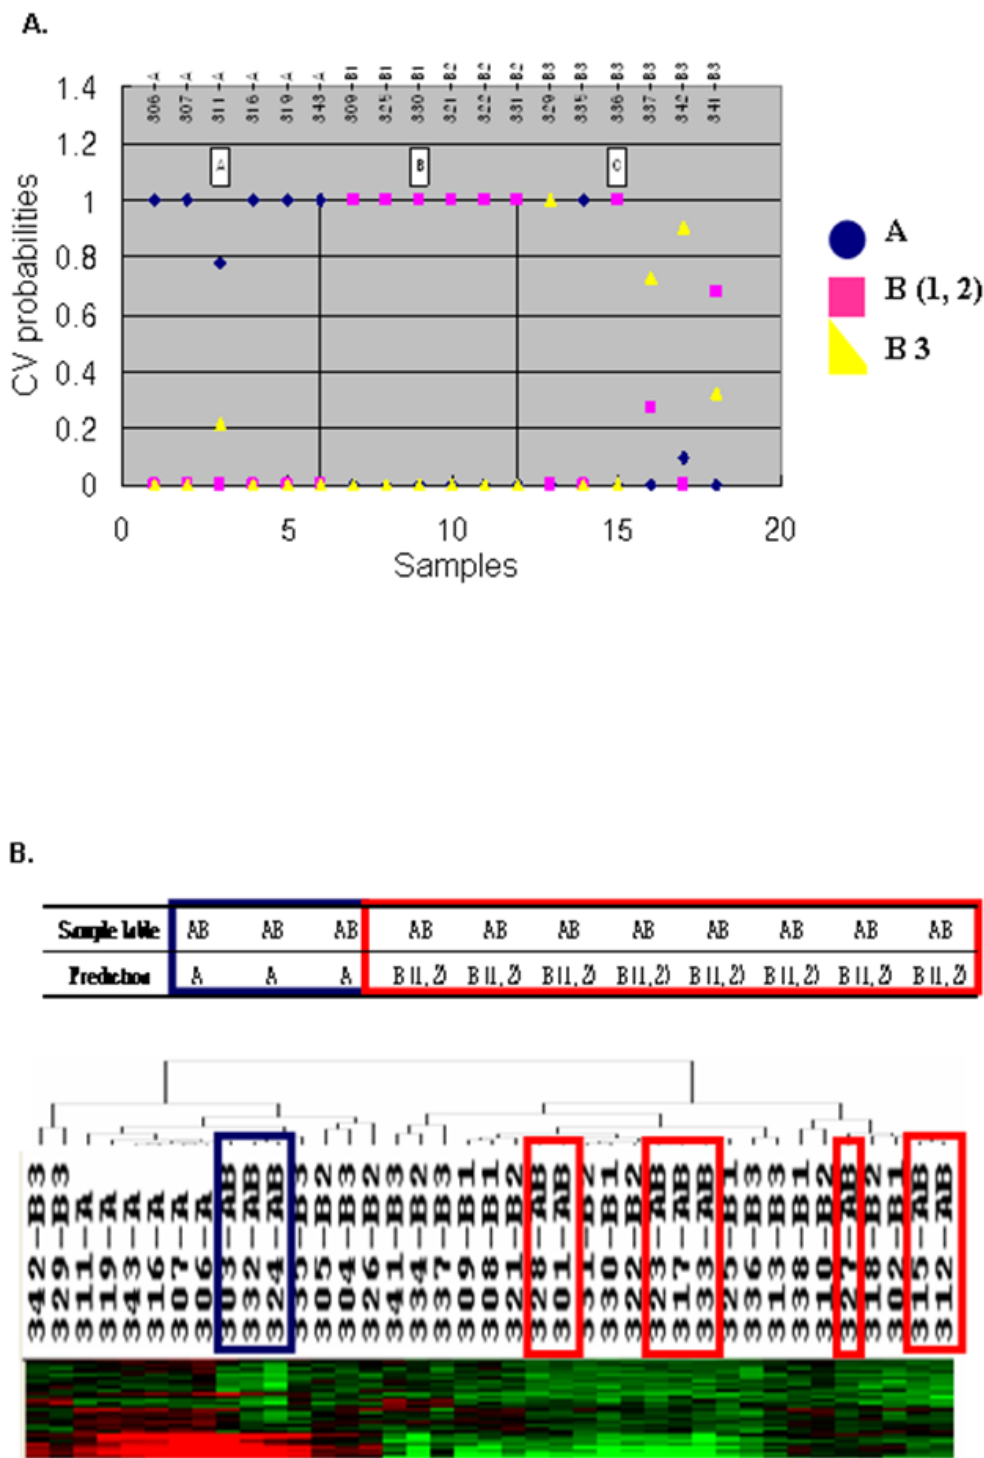 A.
306-A 307-A 311-A 316-A 319-A 343-A 309-B1 325-B1 330-B1 321-B2 322-B2 331-B2 329-B3 335-B3 336-B3 337-B3 342-B3 341-B3
1.4
1.2
A B C
1
0.8
0.6
0.4
0.2
0
CV probabilities
0 5 10 15 20
Samples
A
B (1, 2)
B 3
B.
Sample lable AB AB AB AB AB AB AB AB AB AB AB
Prediction A A A B (1, 2) B (1, 2) B (1, 2) B (1, 2) B (1, 2) B (1, 2) B (1, 2) B (1, 2)
342-B3 329-B3 311-A 319-A 343-A 316-A 307-A 306-A 303-AB 332-AB 324-AB 305-B2 304-B3 326-B2 341-B3 334-B2 337-B3 309-B1 308-B1 321-B2 328-AB 301-AB 331-B2 330-B1 322-B2 323-AB 317-AB 333-AB 325-B1 336-B3 313-B3 338-B1 310-B2 327-AB 318-B2 302-B1 315-AB 312-AB